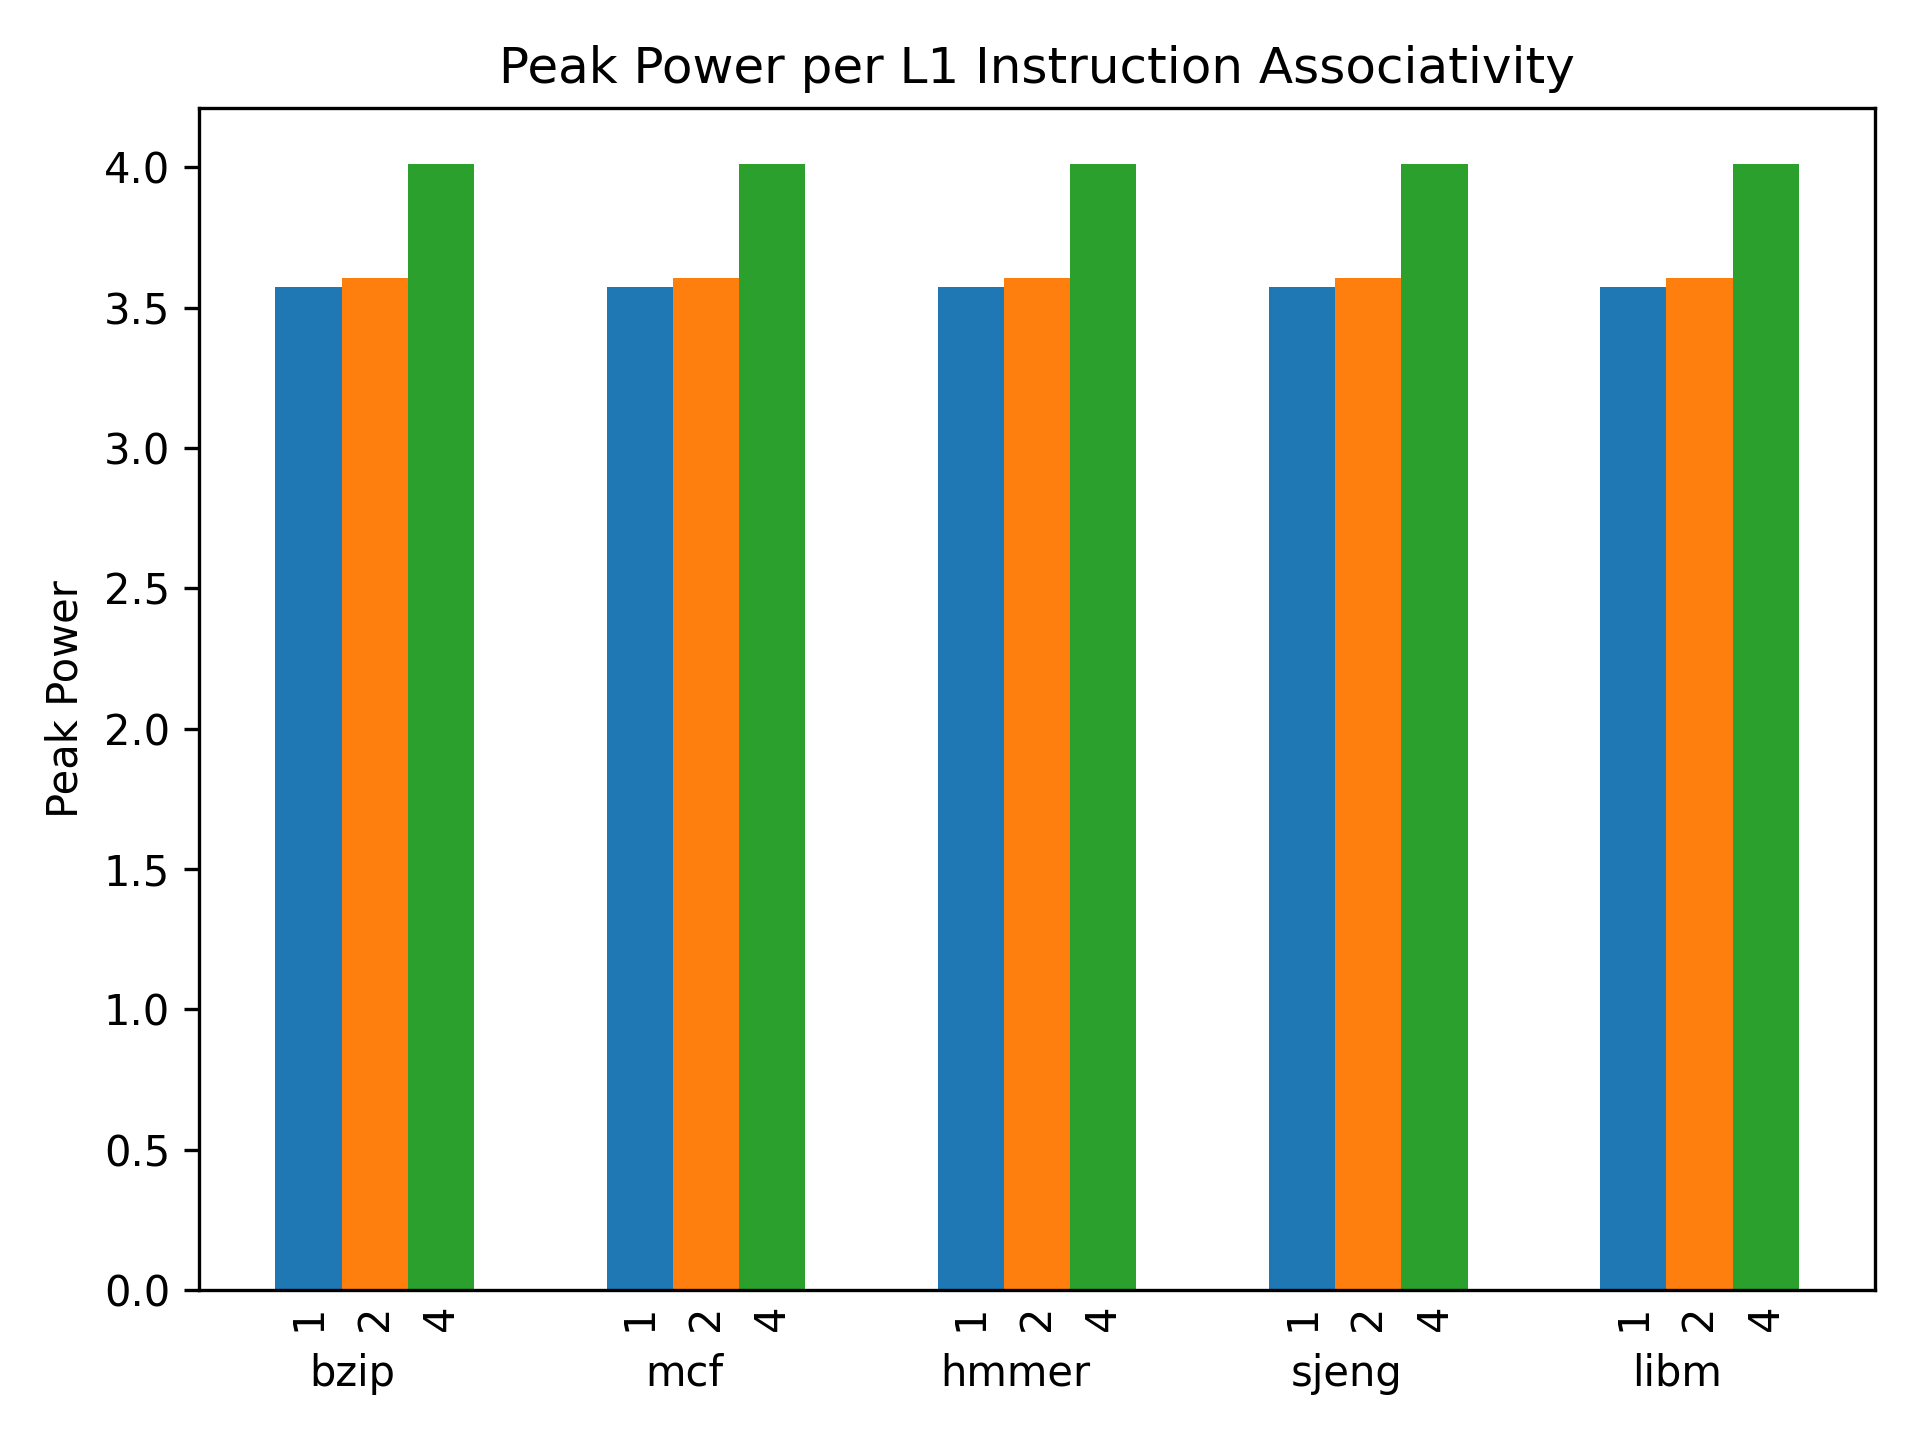 Peak Power per L1 Instruction Associativity
Peak Power
4.0
3.5
3.0
2.5
2.0
1.5
1.0
0.5
0.0
1 2 4 1 2 4 1 2 4 1 2 4 1 2 4
bzip mcf hmmer sjeng libm